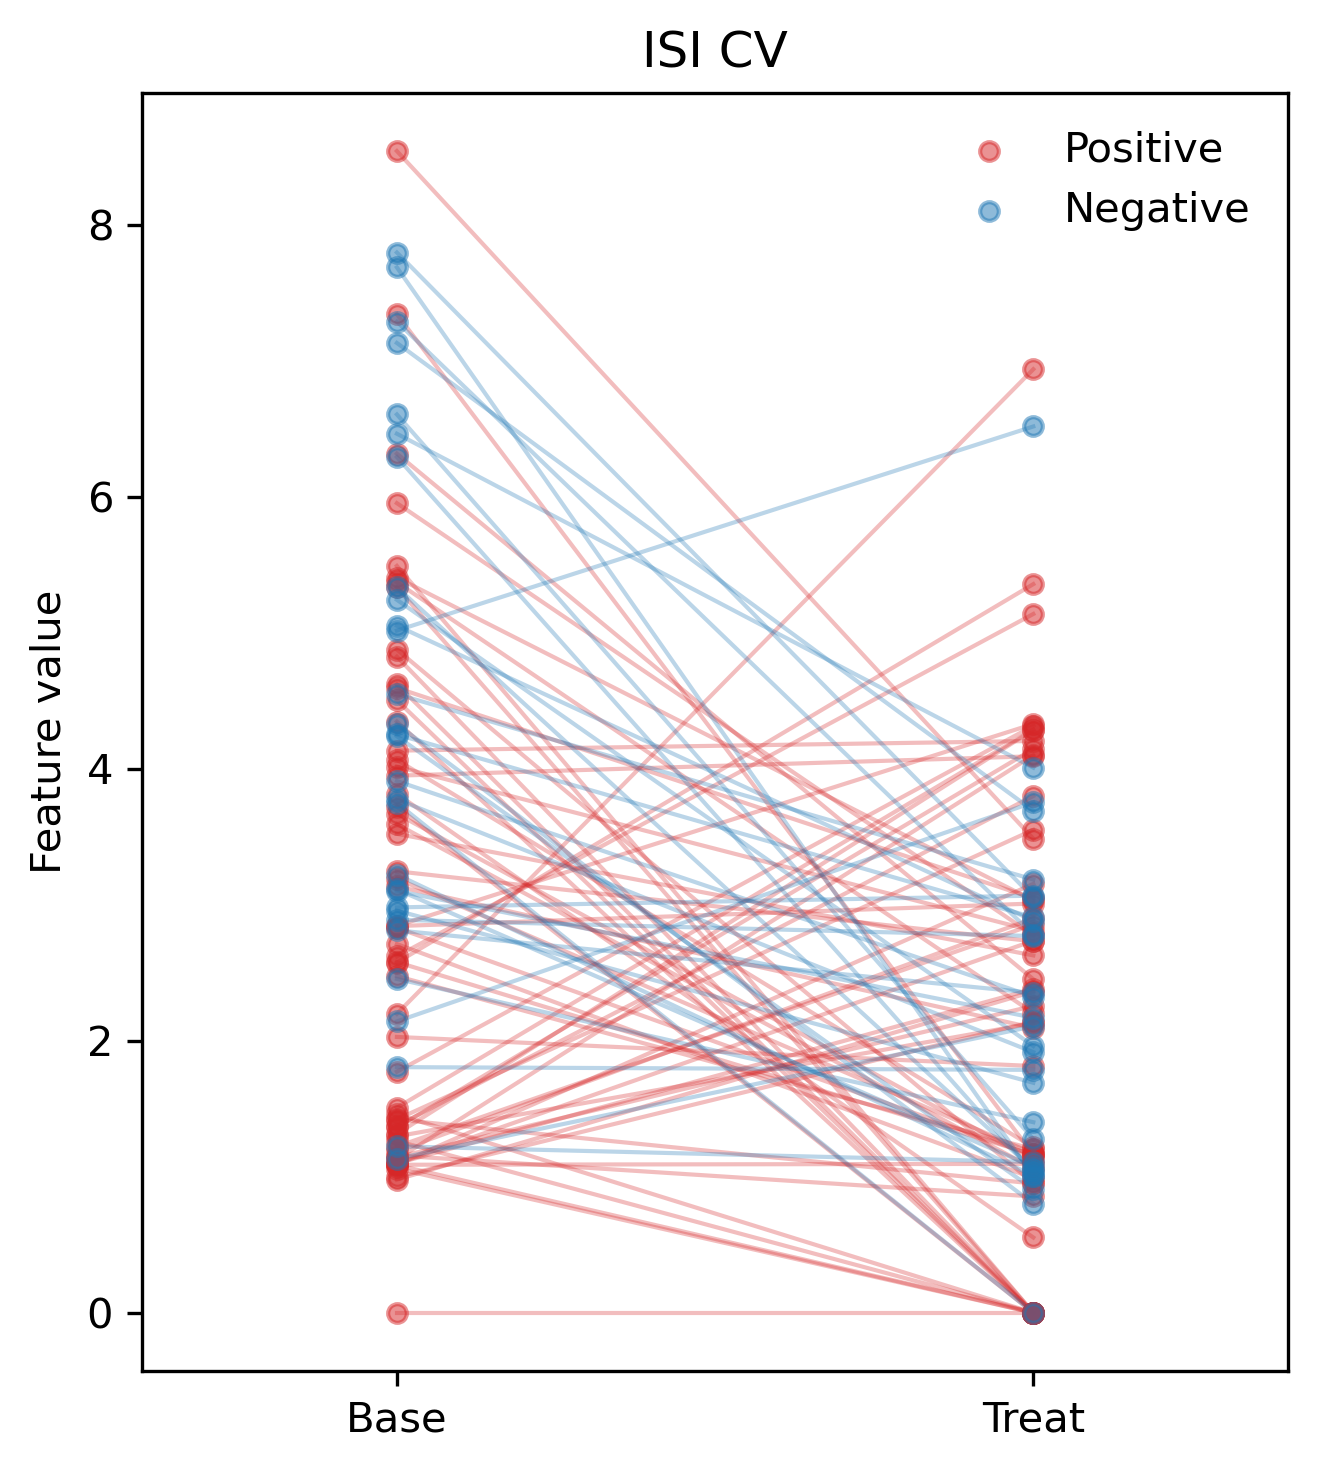 ISI CV
Positive
Negative
8
6
4
2
0
Feature value
Base
Treat